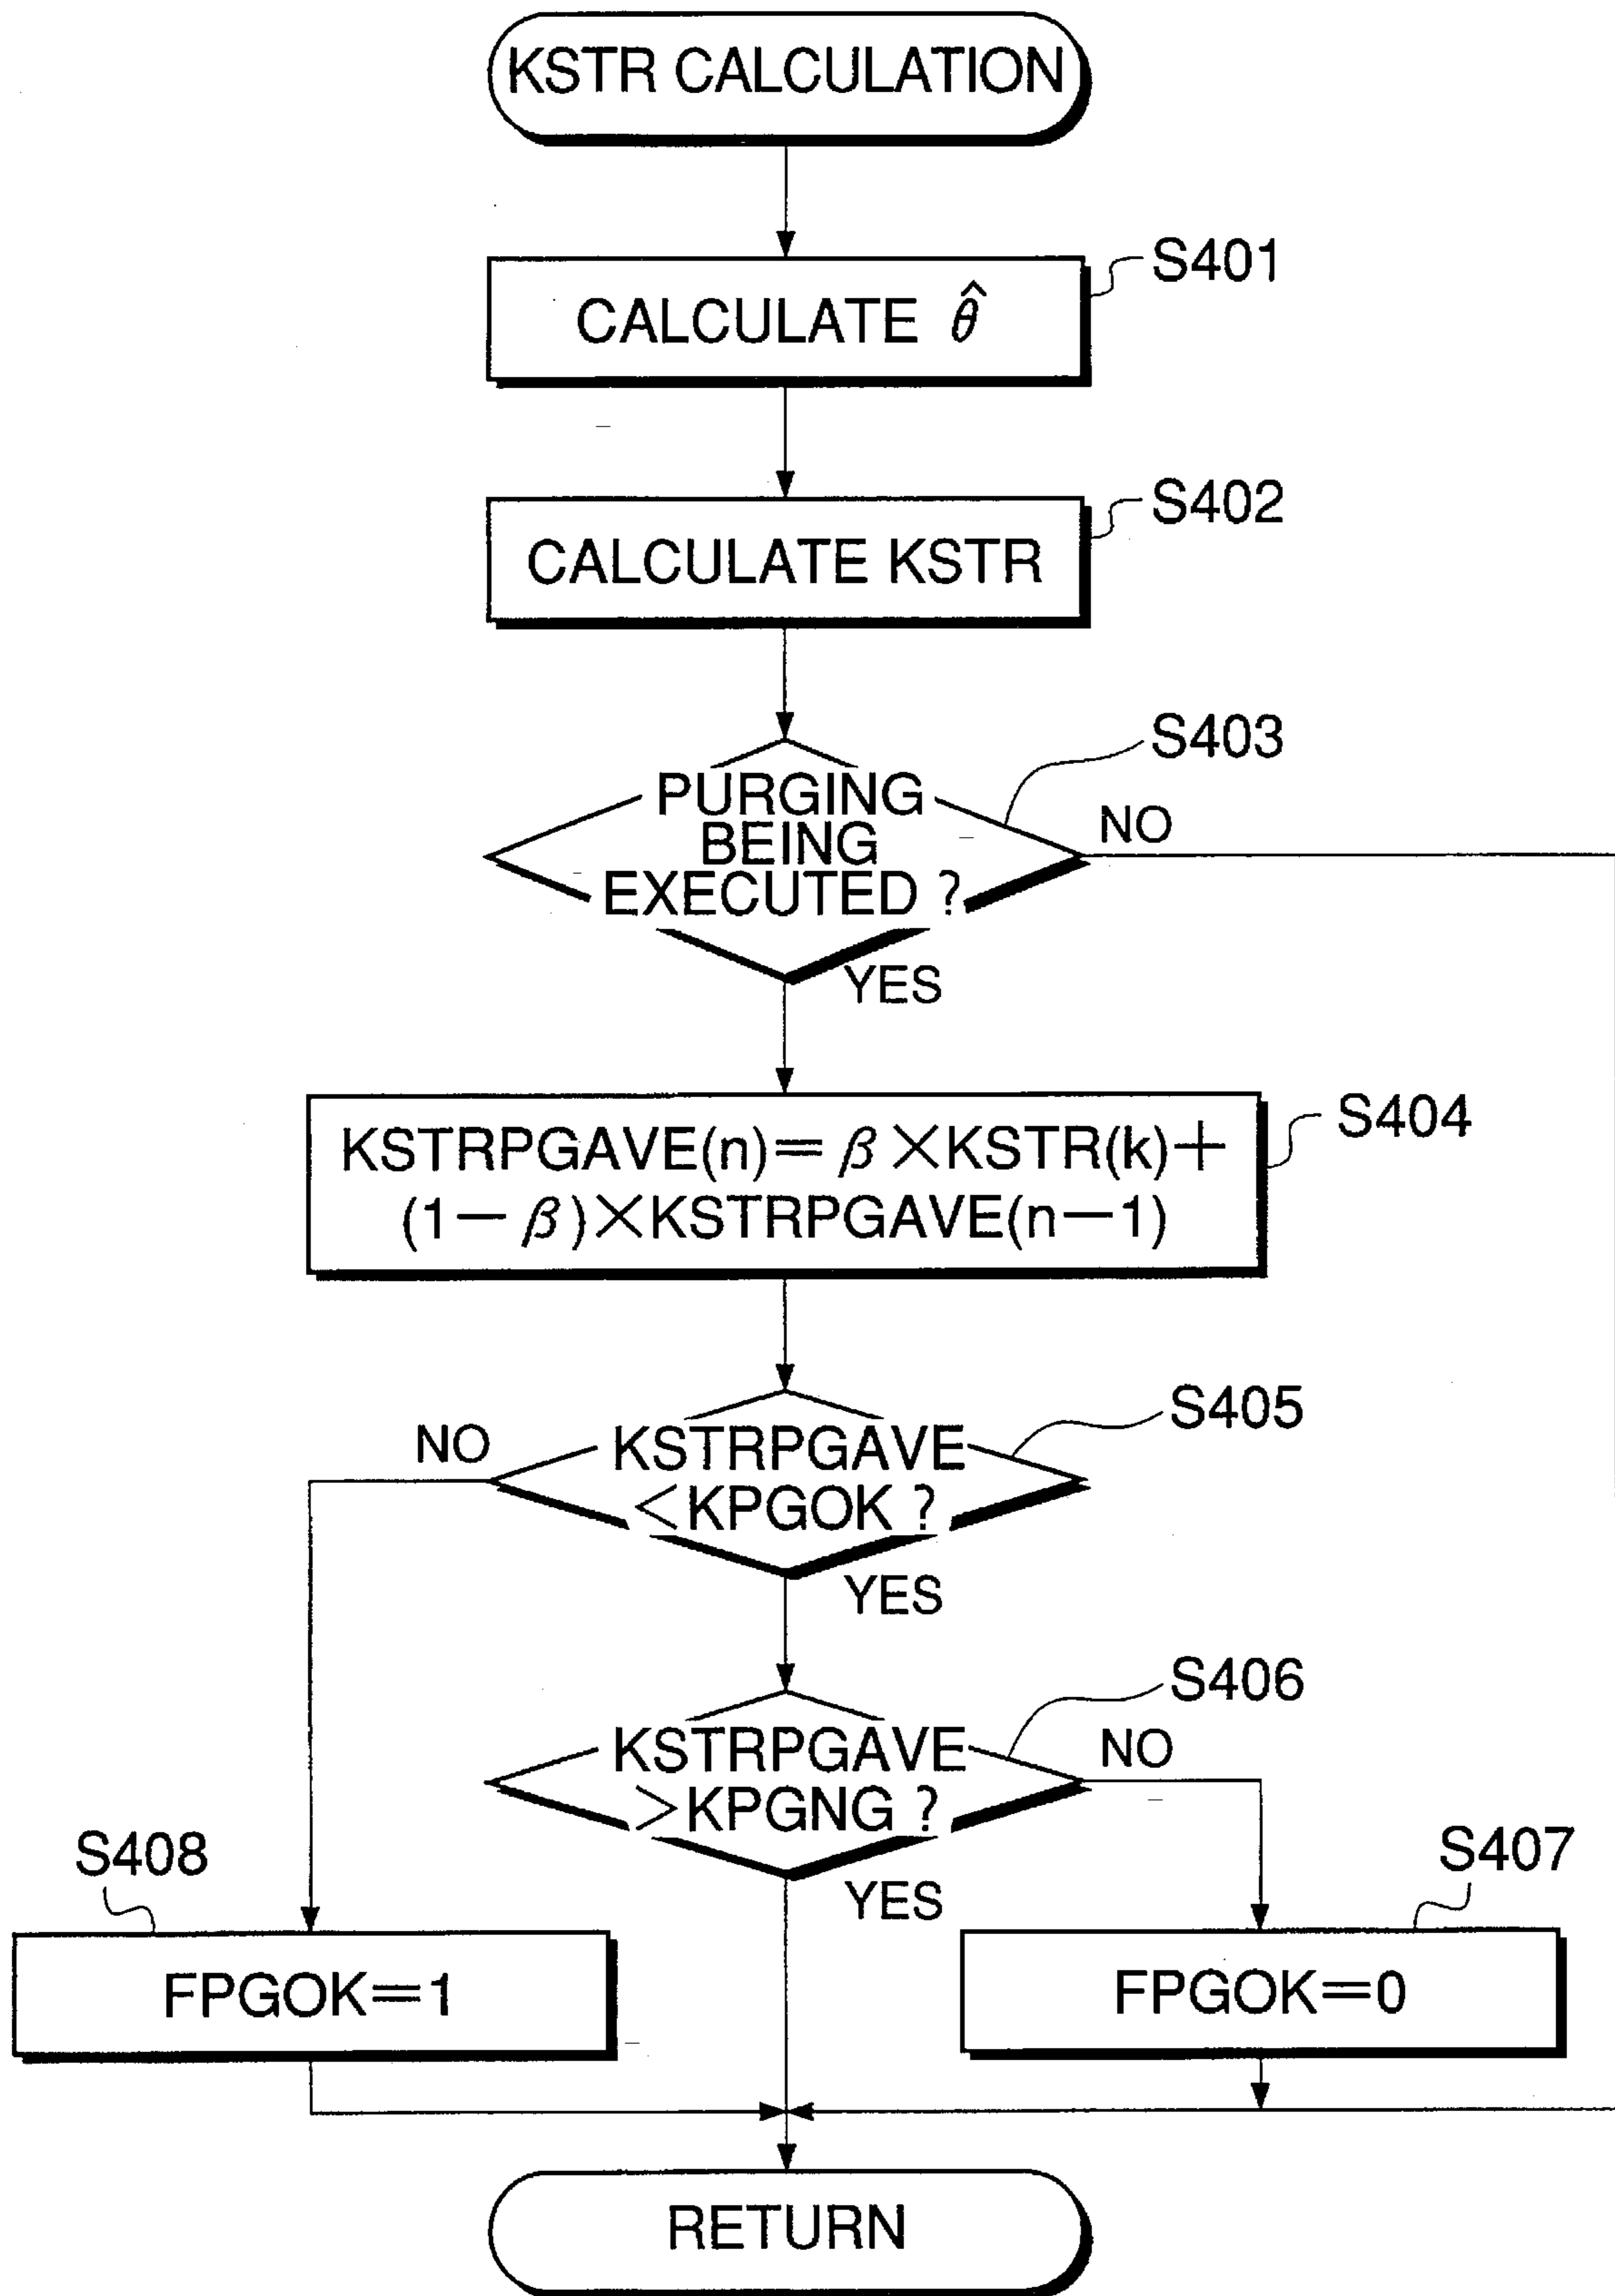 KSTR CALCULATION
S401
CALCULATE θ̂
S402
CALCULATE KSTR
S403
PURGING
BEING
EXECUTED ?
NO
YES
S404
KSTRPGAVE(n)=β×KSTR(k)+
(1−β)×KSTRPGAVE(n−1)
S405
KSTRPGAVE
<KPGOK ?
NO
YES
S406
KSTRPGAVE
>KPGNG ?
NO
YES
S408
FPGOK=1
S407
FPGOK=0
RETURN